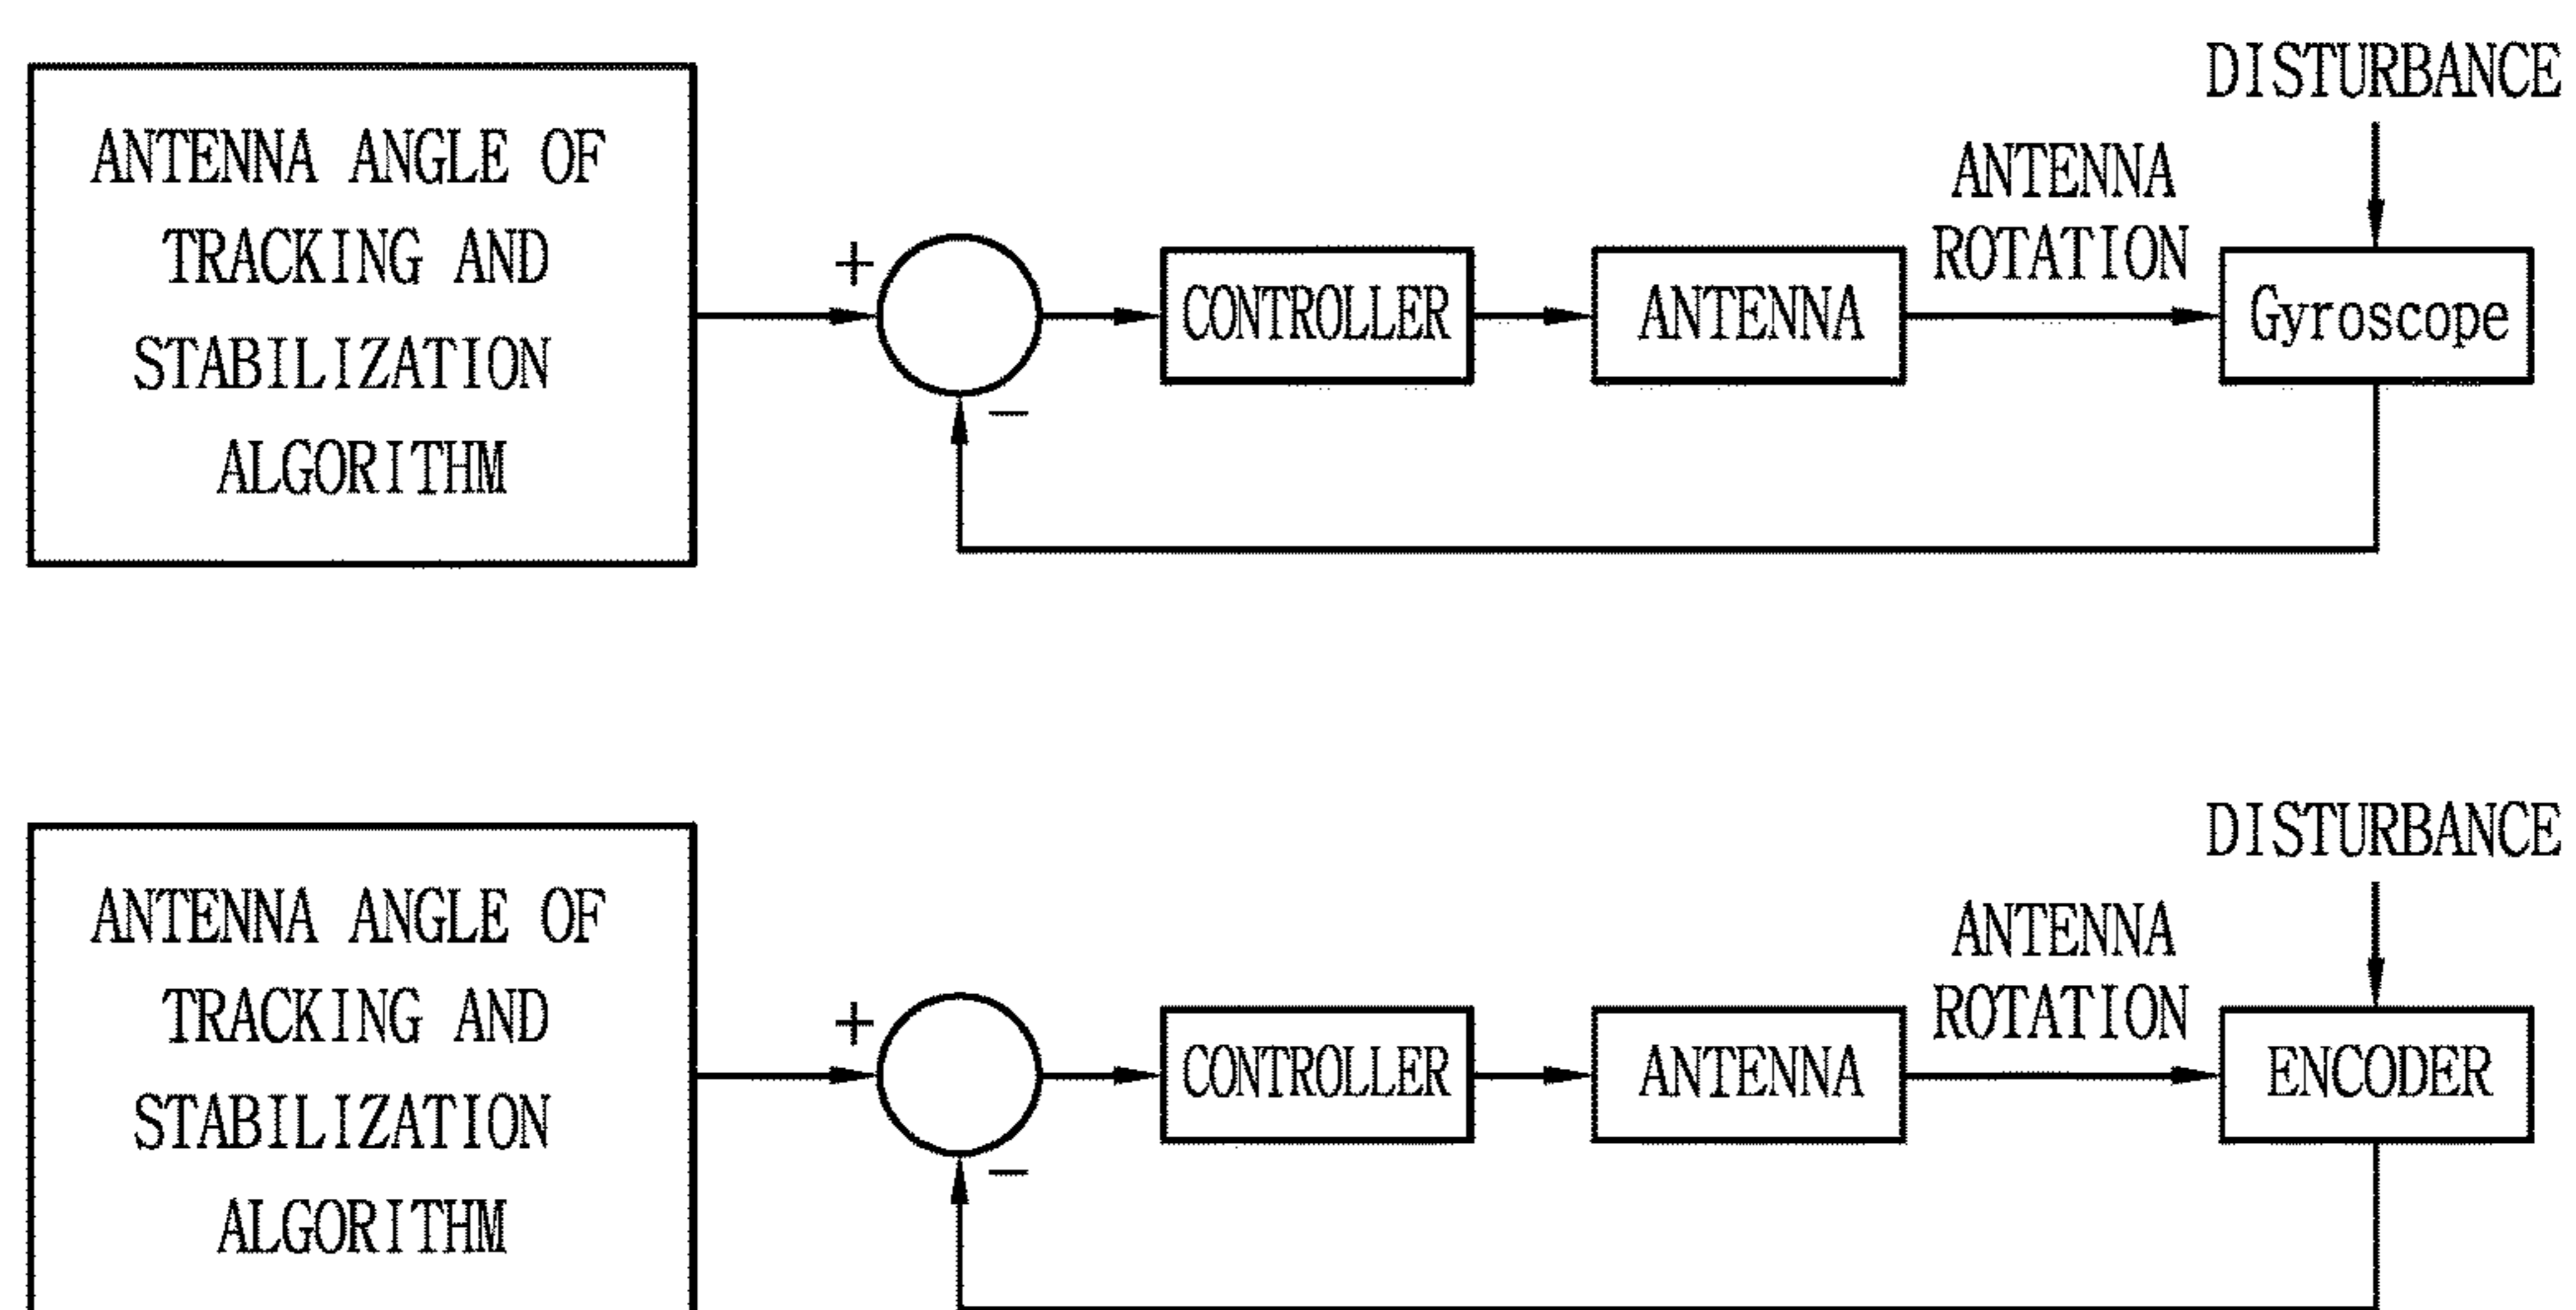 DISTURBANCE
ANTENNA ANGLE OF
TRACKING AND
STABILIZATION
ALGORITHM
+
−
CONTROLLER
ANTENNA
ANTENNA
ROTATION
Gyroscope
DISTURBANCE
ANTENNA ANGLE OF
TRACKING AND
STABILIZATION
ALGORITHM
+
−
CONTROLLER
ANTENNA
ANTENNA
ROTATION
ENCODER